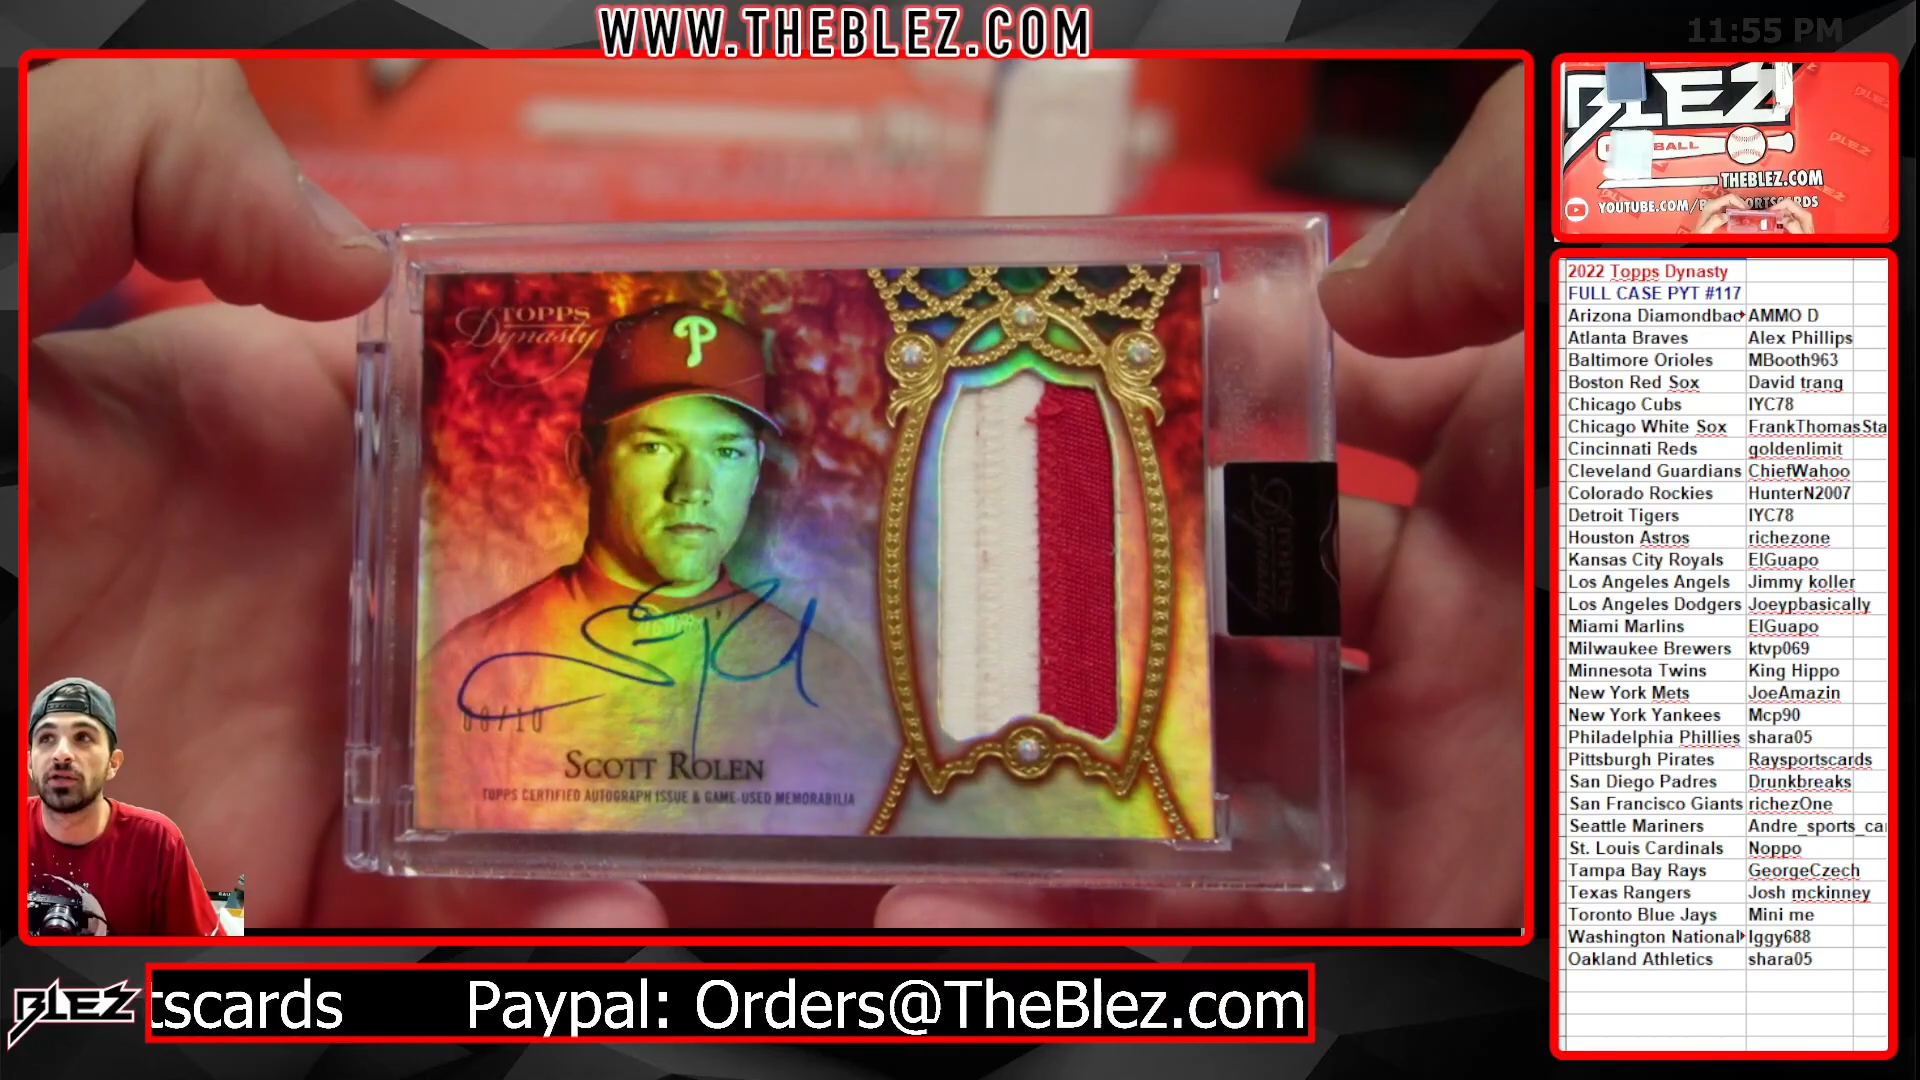 WWW.THEBLEZ.COM
11:55 PM
BLEZ
BALL
THEBLEZ.COM
TOPPS
Dynasty
P
SCOTT ROLEN
TOPPS CERTIFIED AUTOGRAPH ISSUE & GAME-USED MEMORABILIA
TOPPS
Dynasty
2022 Topps Dynasty
FULL CASE PYT #117
Arizona Diamondbac AMMO D
Atlanta Braves Alex Phillips
Baltimore Orioles MBooth963
Boston Red Sox David trang
Chicago Cubs IYC78
Chicago White Sox FrankThomasSta
Cincinnati Reds goldenlimit
Cleveland Guardians ChiefWahoo
Colorado Rockies HunterN2007
Detroit Tigers IYC78
Houston Astros richezone
Kansas City Royals ElGuapo
Los Angeles Angels Jimmy koller
Los Angeles Dodgers Joeypbasically
Miami Marlins ElGuapo
Milwaukee Brewers ktvp069
Minnesota Twins King Hippo
New York Mets JoeAmazin
New York Yankees Mcp90
Philadelphia Phillies shara05
Pittsburgh Pirates Raysportscards
San Diego Padres Drunkbreaks
San Francisco Giants richezOne
Seattle Mariners Andre_sports_ca
St. Louis Cardinals Noppo
Tampa Bay Rays GeorgeCzech
Texas Rangers Josh mckinney
Toronto Blue Jays Mini me
Washington National Iggy688
Oakland Athletics shara05
BLEZ
tscards Paypal: Orders@TheBlez.com